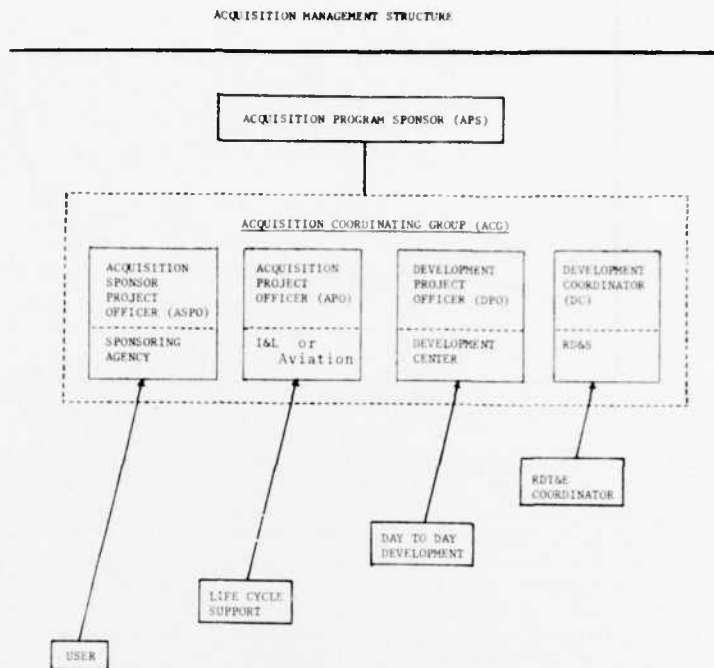 ACQUISITION MANAGEMENT STRUCTURE
ACQUISITION PROGRAM SPONSOR (APS)
ACQUISITION COORDINATING GROUP (ACG)
ACQUISITION
SPONSOR
PROJECT
OFFICER (ASPO)
SPONSORING
AGENCY
ACQUISITION
PROJECT
OFFICER (APO)
I&L or
Aviation
DEVELOPMENT
PROJECT
OFFICER (DPO)
DEVELOPMENT
CENTER
DEVELOPMENT
COORDINATOR
(DC)
RD&S
RDT&E
COORDINATOR
DAY TO DAY
DEVELOPMENT
LIFE CYCLE
SUPPORT
USER